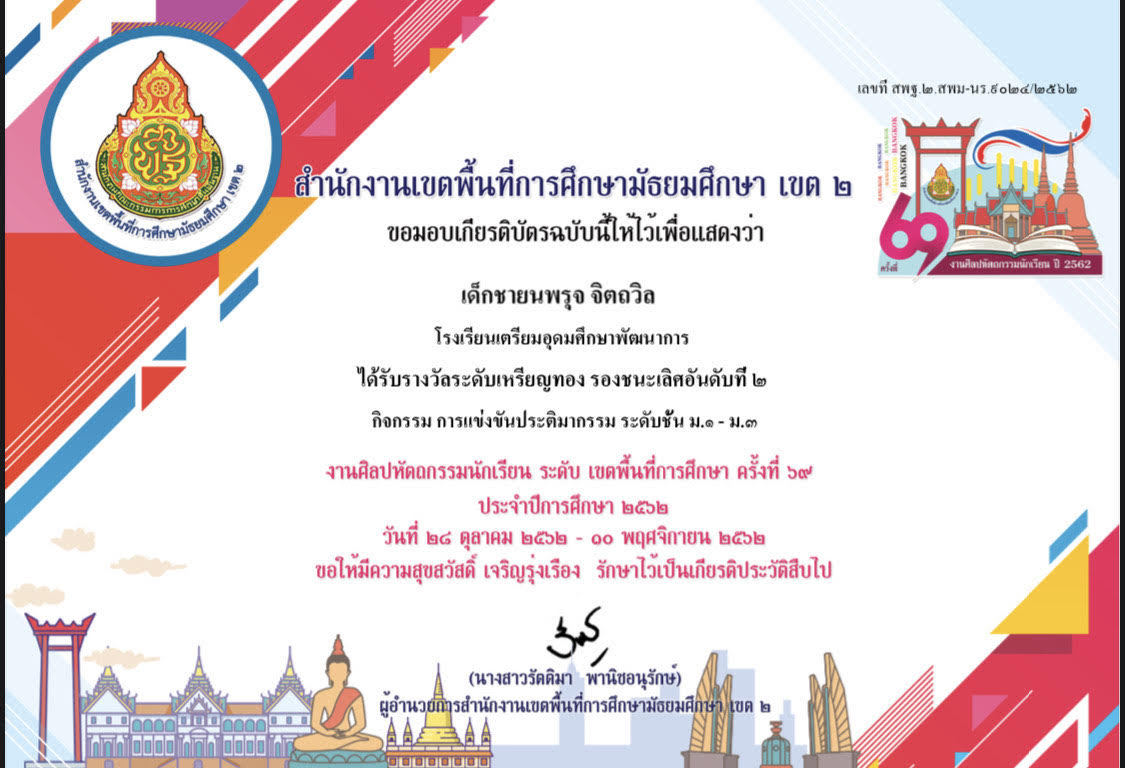 เลขที่ สพฐ.๒.สพม-นร.๙๐๒๔/๒๕๖๒
สำนักงานเขตพื้นที่การศึกษามัธยมศึกษา เขต ๒
BANGKOK
BANGKOK
BANGKOK
BANGKOK
BANGKOK
69
ครั้งที่
งานศิลปหัตถกรรมนักเรียน ปี 2562
สำนักงานเขตพื้นที่การศึกษามัธยมศึกษา เขต ๒
ขอมอบเกียรติบัตรฉบับนี้ให้ไว้เพื่อแสดงว่า
เด็กชายนพรุจ จิตถวิล
โรงเรียนเตรียมอุดมศึกษาพัฒนาการ
ได้รับรางวัลระดับเหรียญทอง รองชนะเลิศอันดับที่ ๒
กิจกรรม การแข่งขันประติมากรรม ระดับชั้น ม.๑ - ม.๓
งานศิลปหัตถกรรมนักเรียน ระดับ เขตพื้นที่การศึกษา ครั้งที่ ๖๙
ประจำปีการศึกษา ๒๕๖๒
วันที่ ๒๘ ตุลาคม ๒๕๖๒ - ๑๐ พฤศจิกายน ๒๕๖๒
ขอให้มีความสุขสวัสดิ์ เจริญรุ่งเรือง รักษาไว้เป็นเกียรติประวัติสืบไป
(นางสาวรัตติมา พานิชอนุรักษ์)
ผู้อำนวยการสำนักงานเขตพื้นที่การศึกษามัธยมศึกษา เขต ๒